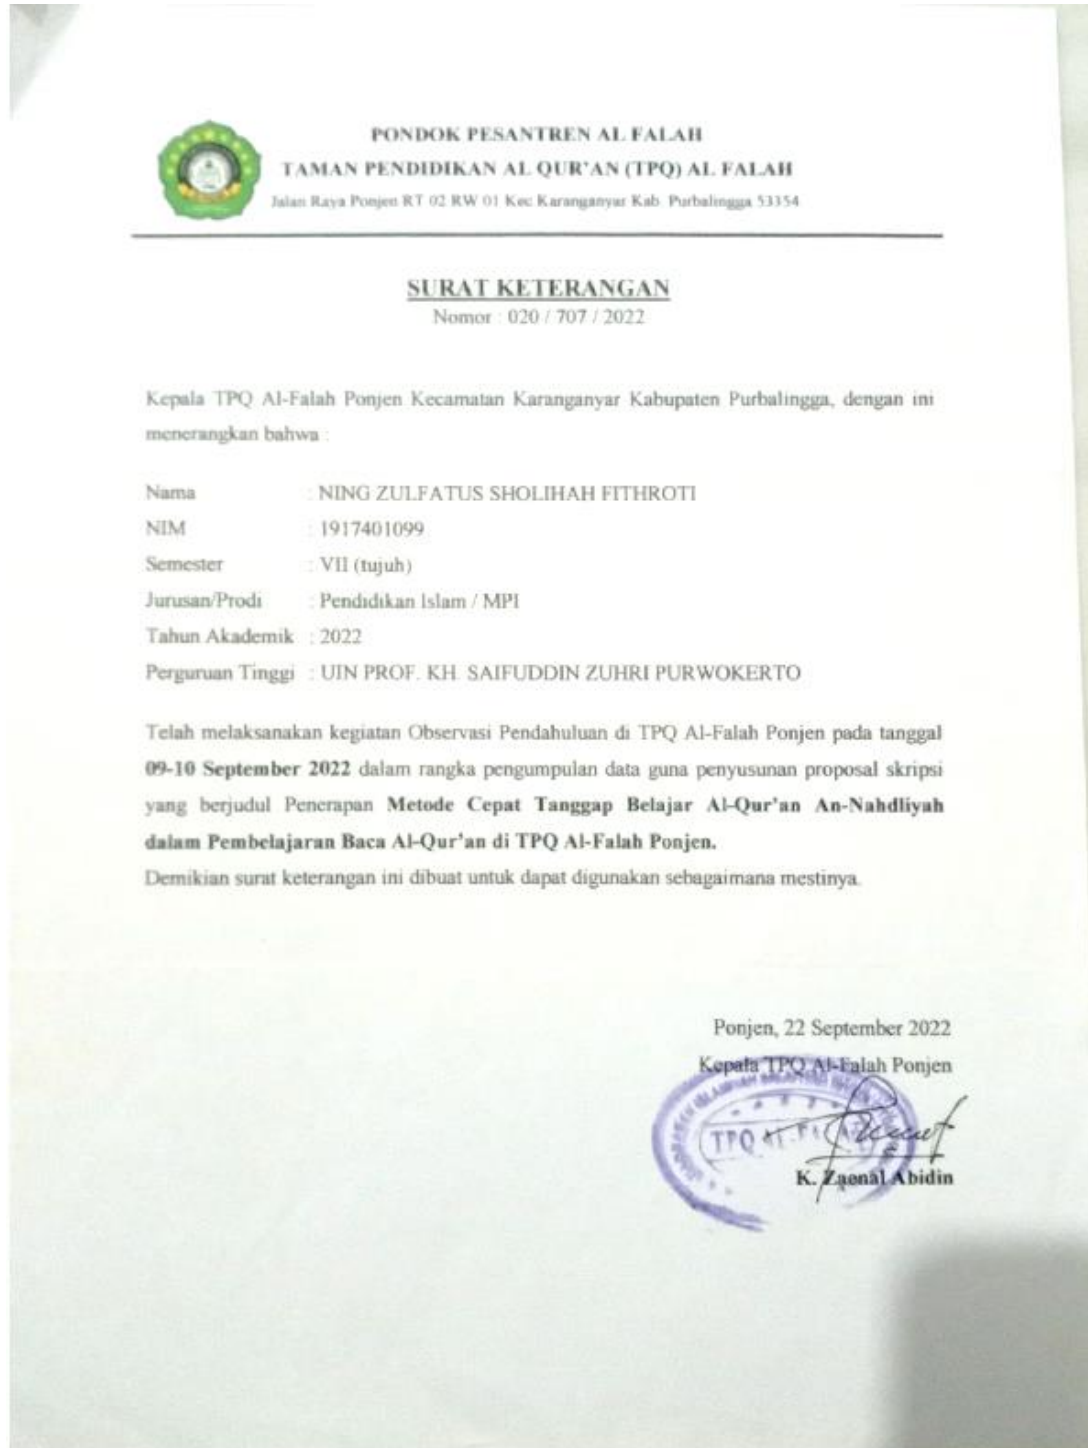 PONDOK PESANTREN AL FALAH
TAMAN PENDIDIKAN AL QUR'AN (TPQ) AL FALAH
Jalan Raya Ponjen RT 02 RW 01 Kec Karanganyar Kab. Purbalingga 53354
SURAT KETERANGAN
Nomor : 020 / 707 / 2022
Kepala TPQ Al-Falah Ponjen Kecamatan Karanganyar Kabupaten Purbalingga, dengan ini
menerangkan bahwa :
Nama : NING ZULFATUS SHOLIHAH FITHROTI
NIM : 1917401099
Semester : VII (tujuh)
Jurusan/Prodi : Pendidikan Islam / MPI
Tahun Akademik : 2022
Perguruan Tinggi : UIN PROF. KH. SAIFUDDIN ZUHRI PURWOKERTO
Telah melaksanakan kegiatan Observasi Pendahuluan di TPQ Al-Falah Ponjen pada tanggal
09-10 September 2022 dalam rangka pengumpulan data guna penyusunan proposal skripsi
yang berjudul Penerapan Metode Cepat Tanggap Belajar Al-Qur'an An-Nahdliyah
dalam Pembelajaran Baca Al-Qur'an di TPQ Al-Falah Ponjen.
Demikian surat keterangan ini dibuat untuk dapat digunakan sebagaimana mestinya.
Ponjen, 22 September 2022
Kepala TPQ Al-Falah Ponjen
TPQ AL-FALAH
K. Zaenal Abidin